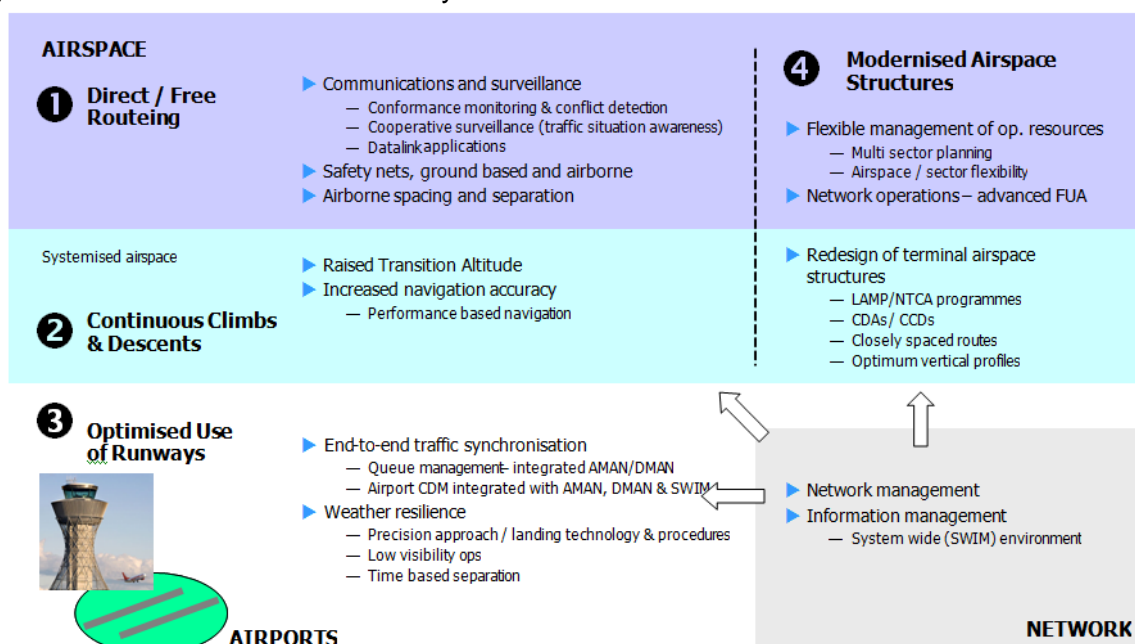 AIRSPACE
1 Direct / Free
Routeing
► Communications and surveillance
— Conformance monitoring & conflict detection
— Cooperative surveillance (traffic situation awareness)
— Datalink applications
► Safety nets, ground based and airborne
► Airborne spacing and separation
4 Modernised Airspace
Structures
► Flexible management of op. resources
— Multi sector planning
— Airspace / sector flexibility
► Network operations – advanced FUA
Systemised airspace
2 Continuous Climbs
& Descents
► Raised Transition Altitude
► Increased navigation accuracy
— Performance based navigation
► Redesign of terminal airspace
structures
— LAMP/NTCA programmes
— CDAs/ CCDs
— Closely spaced routes
— Optimum vertical profiles
3 Optimised Use
of Runways
► End-to-end traffic synchronisation
— Queue management– integrated AMAN/DMAN
— Airport CDM integrated with AMAN, DMAN & SWIM
► Weather resilience
— Precision approach / landing technology & procedures
— Low visibility ops
— Time based separation
AIRPORTS
► Network management
► Information management
— System wide (SWIM) environment
NETWORK